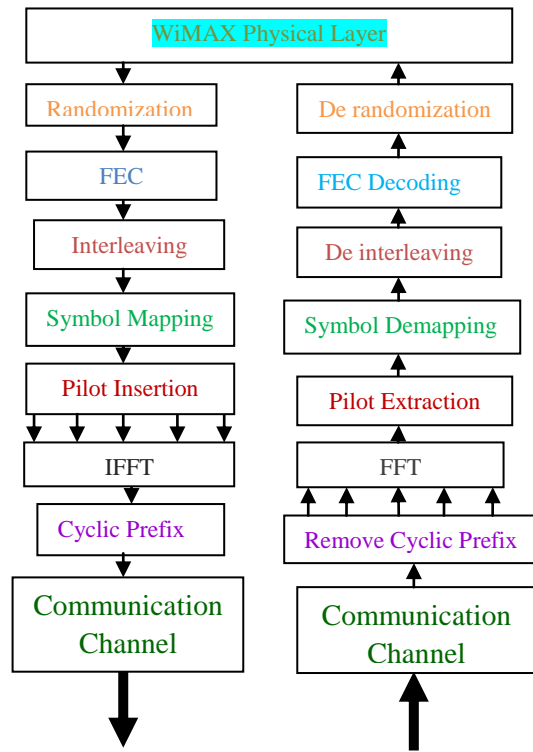 WiMAX Physical Layer
Randomization
FEC
Interleaving
Symbol Mapping
Pilot Insertion
IFFT
Cyclic Prefix
Communication
Channel
De randomization
FEC Decoding
De interleaving
Symbol Demapping
Pilot Extraction
FFT
Remove Cyclic Prefix
Communication
Channel